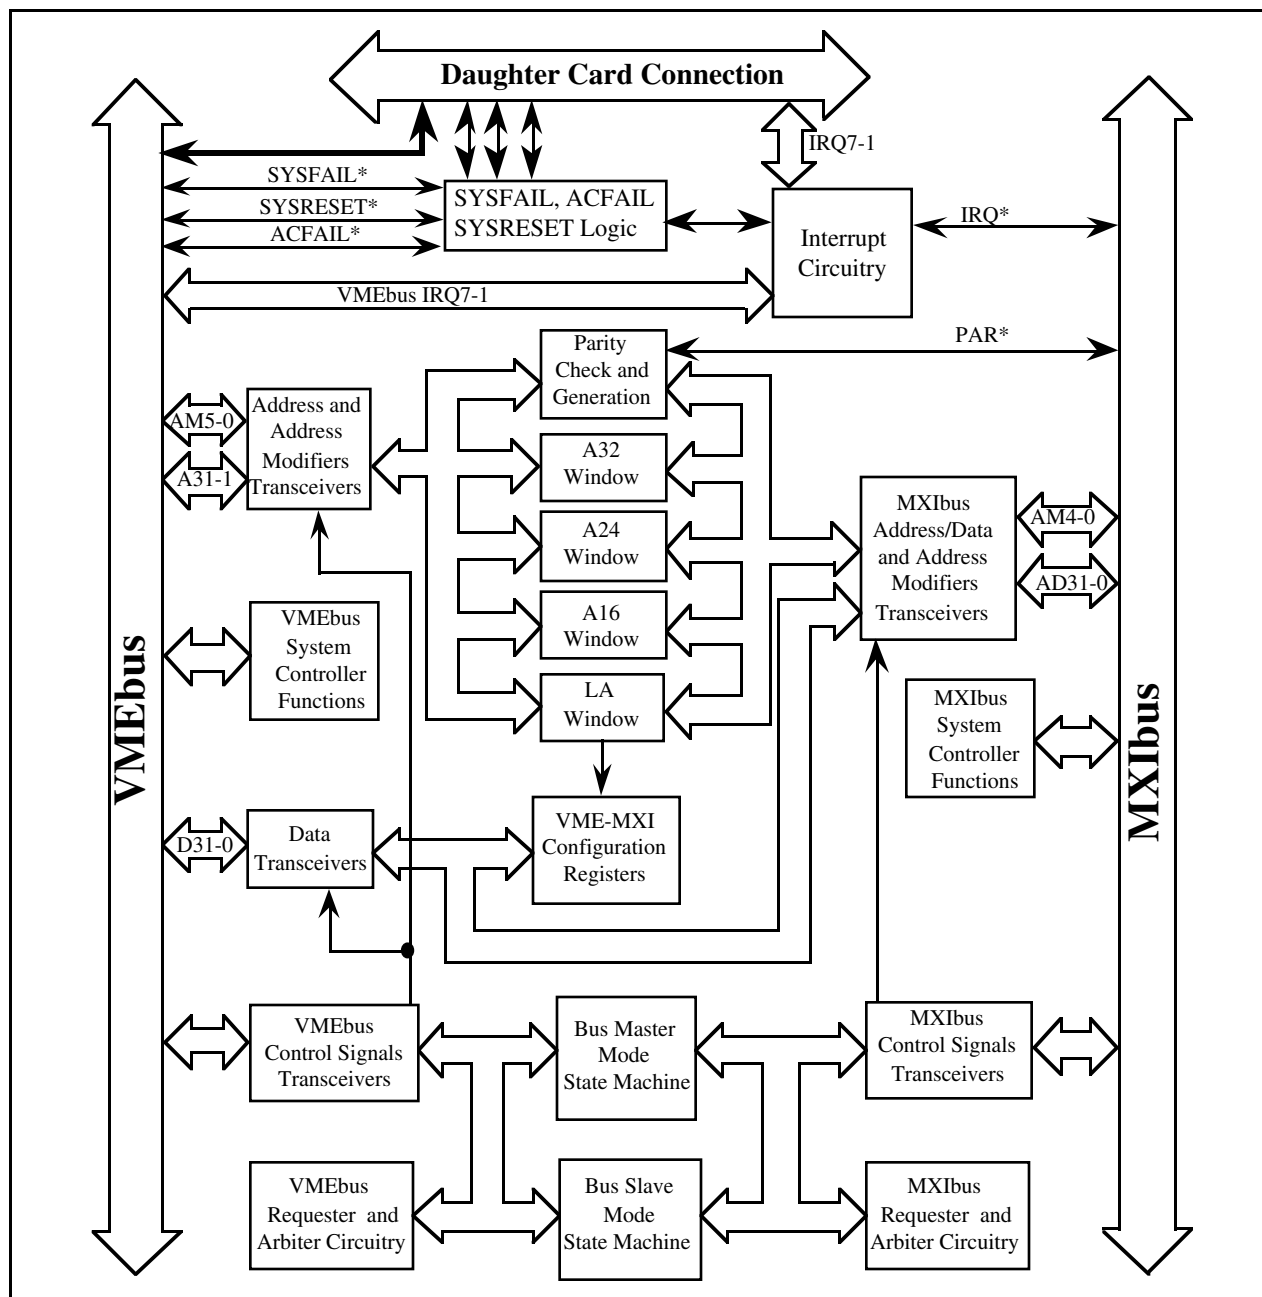 Daughter Card Connection
IRQ7-1
SYSFAIL*
SYSRESET*
ACFAIL*
SYSFAIL, ACFAIL
SYSRESET Logic
Interrupt
Circuitry
IRQ*
VMEbus IRQ7-1
PAR*
Parity
Check and
Generation
AM5-0
A31-1
Address and
Address
Modifiers
Transceivers
A32
Window
A24
Window
A16
Window
LA
Window
MXIbus
Address/Data
and Address
Modifiers
Transceivers
AM4-0
AD31-0
VMEbus
VMEbus
System
Controller
Functions
MXIbus
System
Controller
Functions
MXIbus
D31-0
Data
Transceivers
VME-MXI
Configuration
Registers
VMEbus
Control Signals
Transceivers
Bus Master
Mode
State Machine
MXIbus
Control Signals
Transceivers
VMEbus
Requester and
Arbiter Circuitry
Bus Slave
Mode
State Machine
MXIbus
Requester and
Arbiter Circuitry